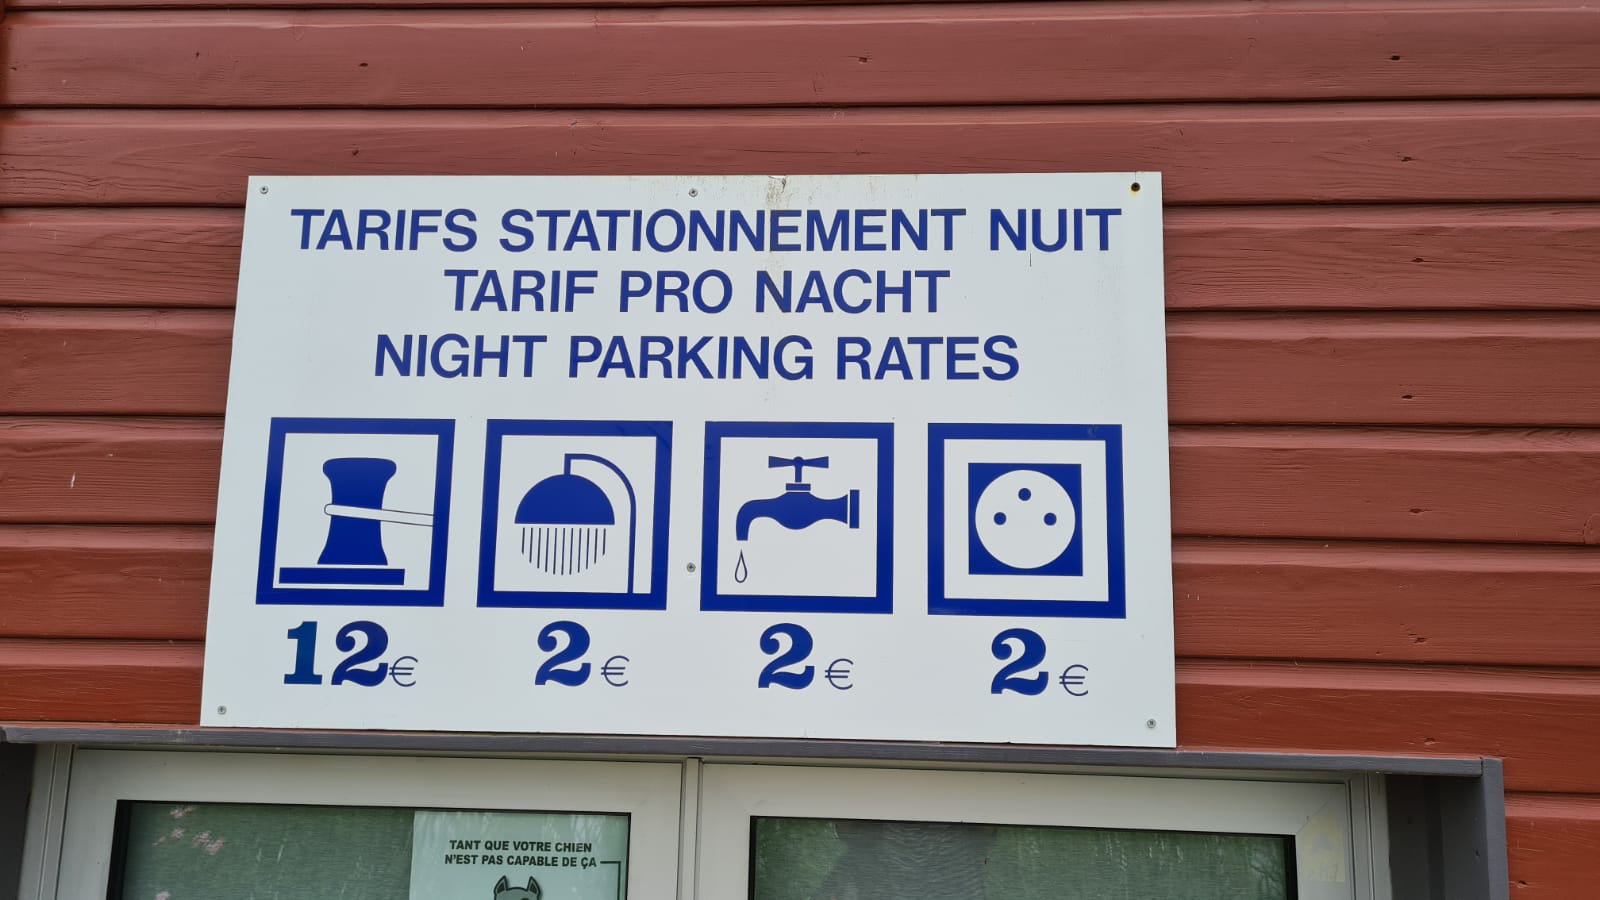 TARIFS STATIONNEMENT NUIT
TARIF PRO NACHT
NIGHT PARKING RATES
12€ 2€ 2€ 2€
TANT QUE VOTRE CHIEN
N'EST PAS CAPABLE DE ÇA